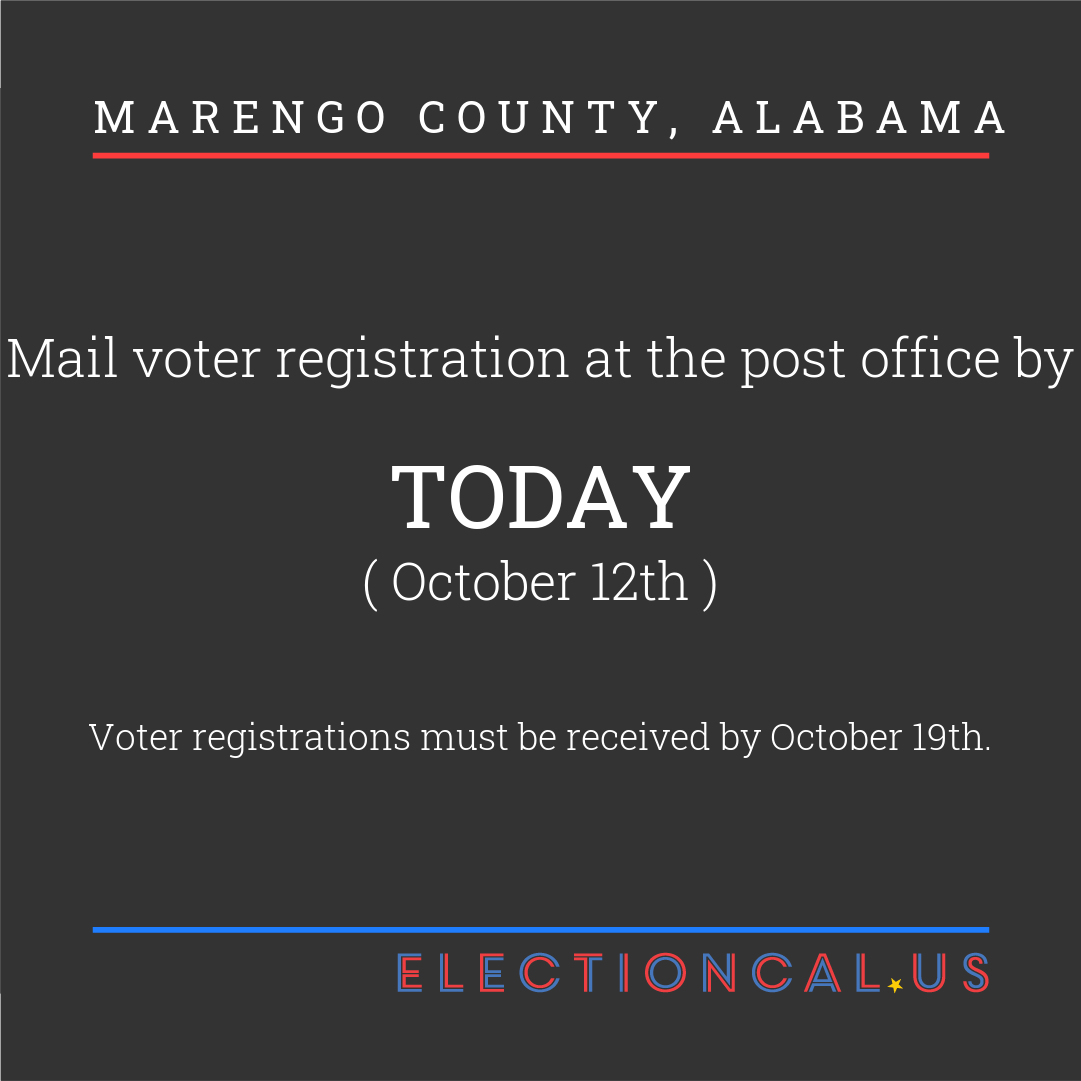 MARENGO COUNTY, ALABAMA
Mail voter registration at the post office by
TODAY
( October 12th )
Voter registrations must be received by October 19th.
ELECTIONCAL.US